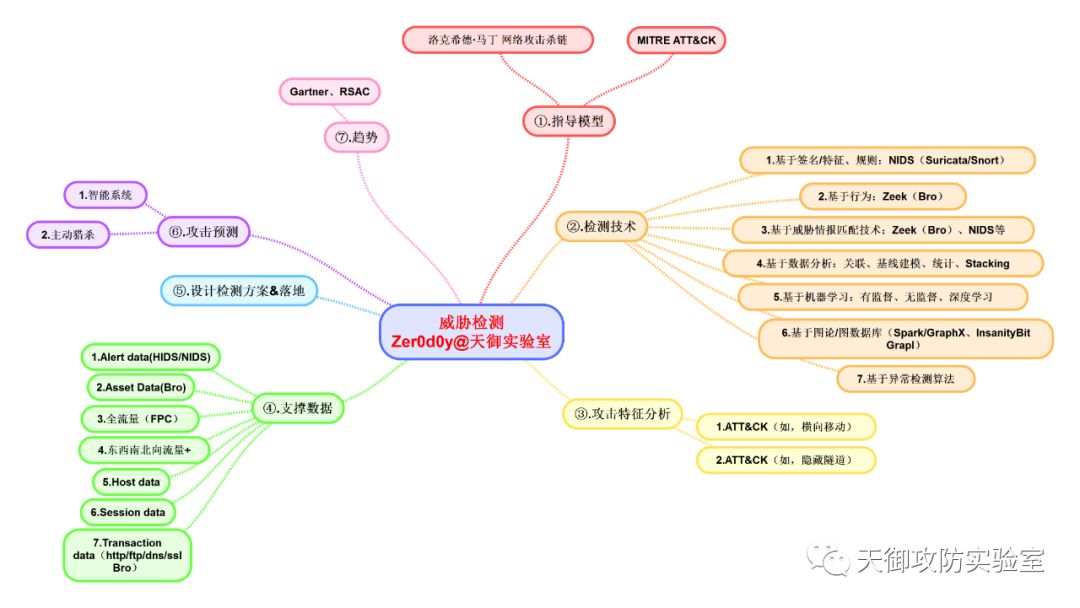 威胁检测
Zer0d0y@天御实验室
①.指导模型
洛克希德·马丁 网络攻击杀链
MITRE ATT&CK
②.检测技术
1.基于签名/特征、规则：NIDS（Suricata/Snort）
2.基于行为：Zeek（Bro）
3.基于威胁情报匹配技术：Zeek（Bro）、NIDS等
4.基于数据分析：关联、基线建模、统计、Stacking
5.基于机器学习：有监督、无监督、深度学习
6.基于图论/图数据库（Spark/GraphX、InsanityBit
Grapl）
7.基于异常检测算法
③.攻击特征分析
1.ATT&CK（如，横向移动）
2.ATT&CK（如，隐藏隧道）
④.支撑数据
1.Alert data(HIDS/NIDS)
2.Asset Data(Bro)
3.全流量（FPC）
4.东西南北向流量+
5.Host data
6.Session data
7.Transaction
data（http/ftp/dns/ssl
Bro）
⑤.设计检测方案&落地
⑥.攻击预测
1.智能系统
2.主动猎杀
⑦.趋势
Gartner、RSAC
天御攻防实验室